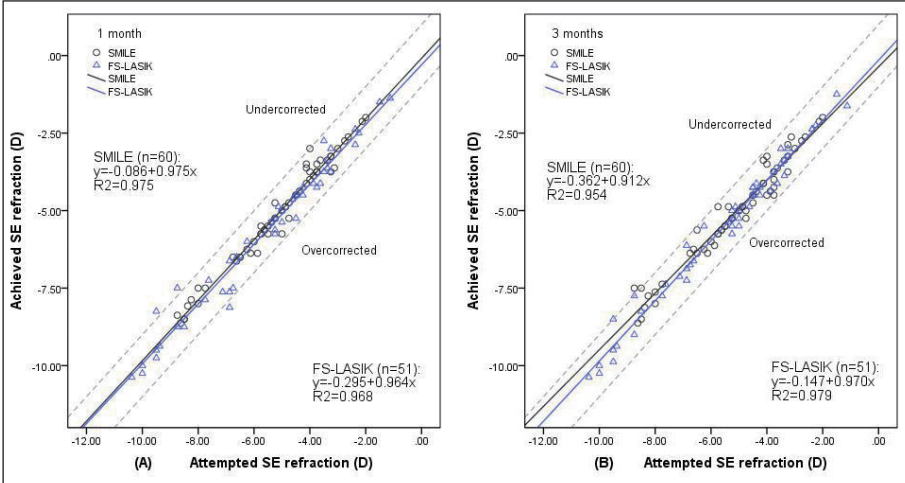 1 month
SMILE
FS-LASIK
SMILE
FS-LASIK
Undercorrected
SMILE (n=60):
y=-0.086+0.975x
R2=0.975
Overcorrected
FS-LASIK (n=51):
y=-0.295+0.964x
R2=0.968
Achieved SE refraction (D)
.00
-2.50
-5.00
-7.50
-10.00
-12.00
-10.00
-8.00
-6.00
-4.00
-2.00
.00
(A) Attempted SE refraction (D)
3 months
SMILE
FS-LASIK
SMILE
FS-LASIK
Undercorrected
SMILE (n=60):
y=-0.362+0.912x
R2=0.954
Overcorrected
FS-LASIK (n=51):
y=-0.147+0.970x
R2=0.979
Achieved SE refraction (D)
.00
-2.50
-5.00
-7.50
-10.00
-12.00
-10.00
-8.00
-6.00
-4.00
-2.00
.00
(B) Attempted SE refraction (D)